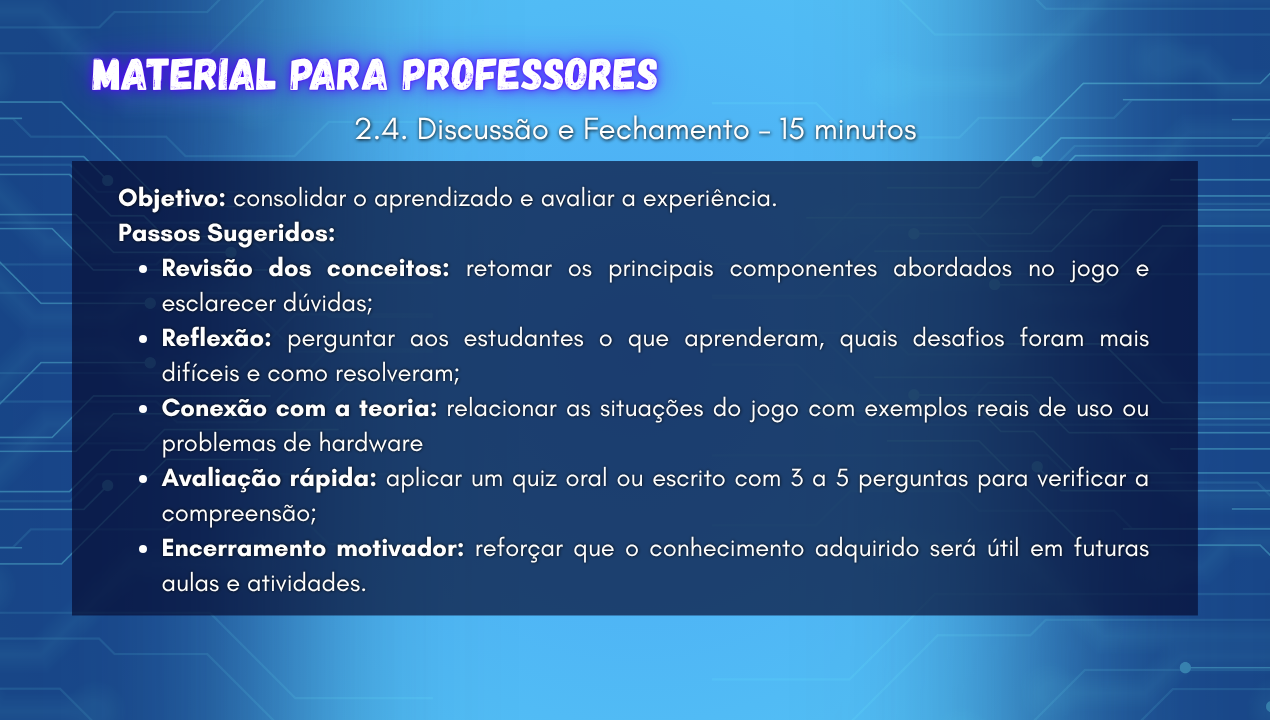 MATERIAL PARA PROFESSORES
2.4. Discussão e Fechamento – 15 minutos
Objetivo: consolidar o aprendizado e avaliar a experiência.
Passos Sugeridos:
• Revisão dos conceitos: retomar os principais componentes abordados no jogo e
esclarecer dúvidas;
• Reflexão: perguntar aos estudantes o que aprenderam, quais desafios foram mais
difíceis e como resolveram;
• Conexão com a teoria: relacionar as situações do jogo com exemplos reais de uso ou
problemas de hardware
• Avaliação rápida: aplicar um quiz oral ou escrito com 3 a 5 perguntas para verificar a
compreensão;
• Encerramento motivador: reforçar que o conhecimento adquirido será útil em futuras
aulas e atividades.